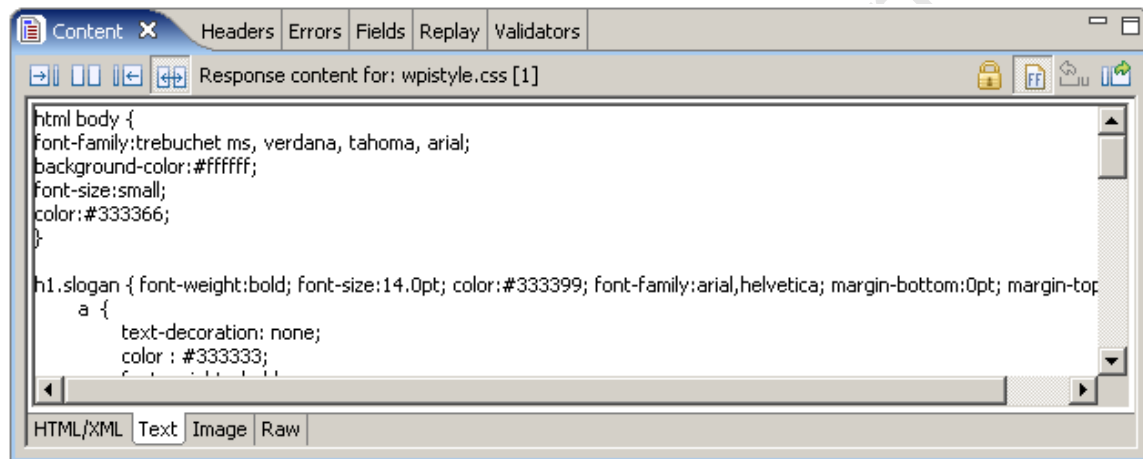 Content Headers Errors Fields Replay Validators
Response content for: wpistyle.css [1]
FF
html body {
font-family:trebuchet ms, verdana, tahoma, arial;
background-color:#ffffff;
font-size:small;
color:#333366;
}
h1.slogan { font-weight:bold; font-size:14.0pt; color:#333399; font-family:arial,helvetica; margin-bottom:0pt; margin-top
a {
text-decoration: none;
color : #333333;
HTML/XML Text Image Raw